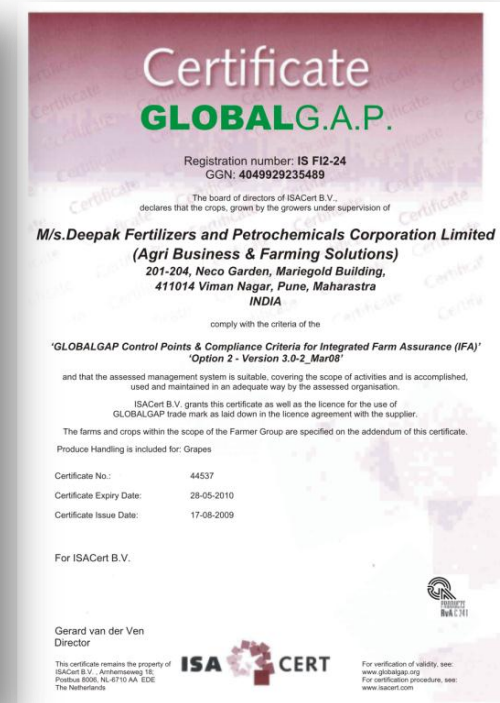 Certificate
GLOBALG.A.P.
Registration number: IS FI2-24
GGN: 4049929235489
The board of directors of ISACert B.V.,
declares that the crops, grown by the growers under supervision of
M/s.Deepak Fertilizers and Petrochemicals Corporation Limited
(Agri Business & Farming Solutions)
201-204, Neco Garden, Mariegold Building,
411014 Viman Nagar, Pune, Maharastra
INDIA
comply with the criteria of the
'GLOBALGAP Control Points & Compliance Criteria for Integrated Farm Assurance (IFA)'
'Option 2 - Version 3.0-2_Mar08'
and that the assessed management system is suitable, covering the scope of activities and is accomplished,
used and maintained in an adequate way by the assessed organisation.
ISACert B.V. grants this certificate as well as the licence for the use of
GLOBALGAP trade mark as laid down in the licence agreement with the supplier.
The farms and crops within the scope of the Farmer Group are specified on the addendum of this certificate.
Produce Handling is included for: Grapes
Certificate No.: 44537
Certificate Expiry Date: 28-05-2010
Certificate Issue Date: 17-08-2009
For ISACert B.V.
PRODUCTS
RvA C 241
Gerard van der Ven
Director
This certificate remains the property of
ISACert B.V. , Arnhemseweg 18;
Postbus 8006, NL-6710 AA EDE
The Netherlands
ISA CERT
For verification of validity, see:
www.globalgap.org
For certification procedure, see:
www.isacert.com